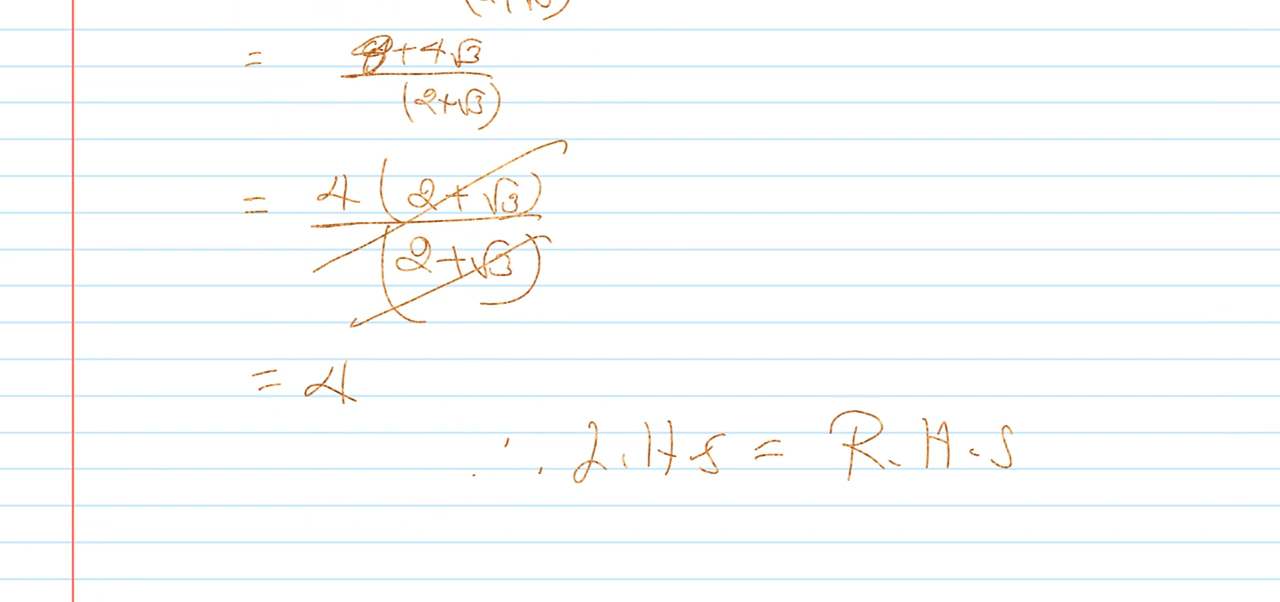 = 8+4√3
(2+√3)
= 4 (2+√3)
(2+√3)
= 4
∴ L.H.S = R.H.S